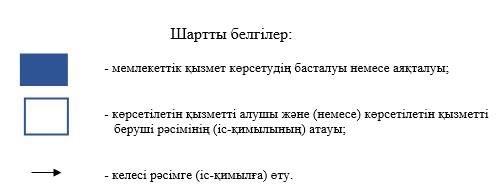 Шартты белгілер:
- мемлекеттік қызмет көрсетудің басталуы немесе аяқталуы;
- көрсетілетін қызметті алушы және (немесе) көрсетілетін қызметті
беруші рәсімінің (іс-қимылының) атауы;
- келесі рәсімге (іс-қимылға) өту.